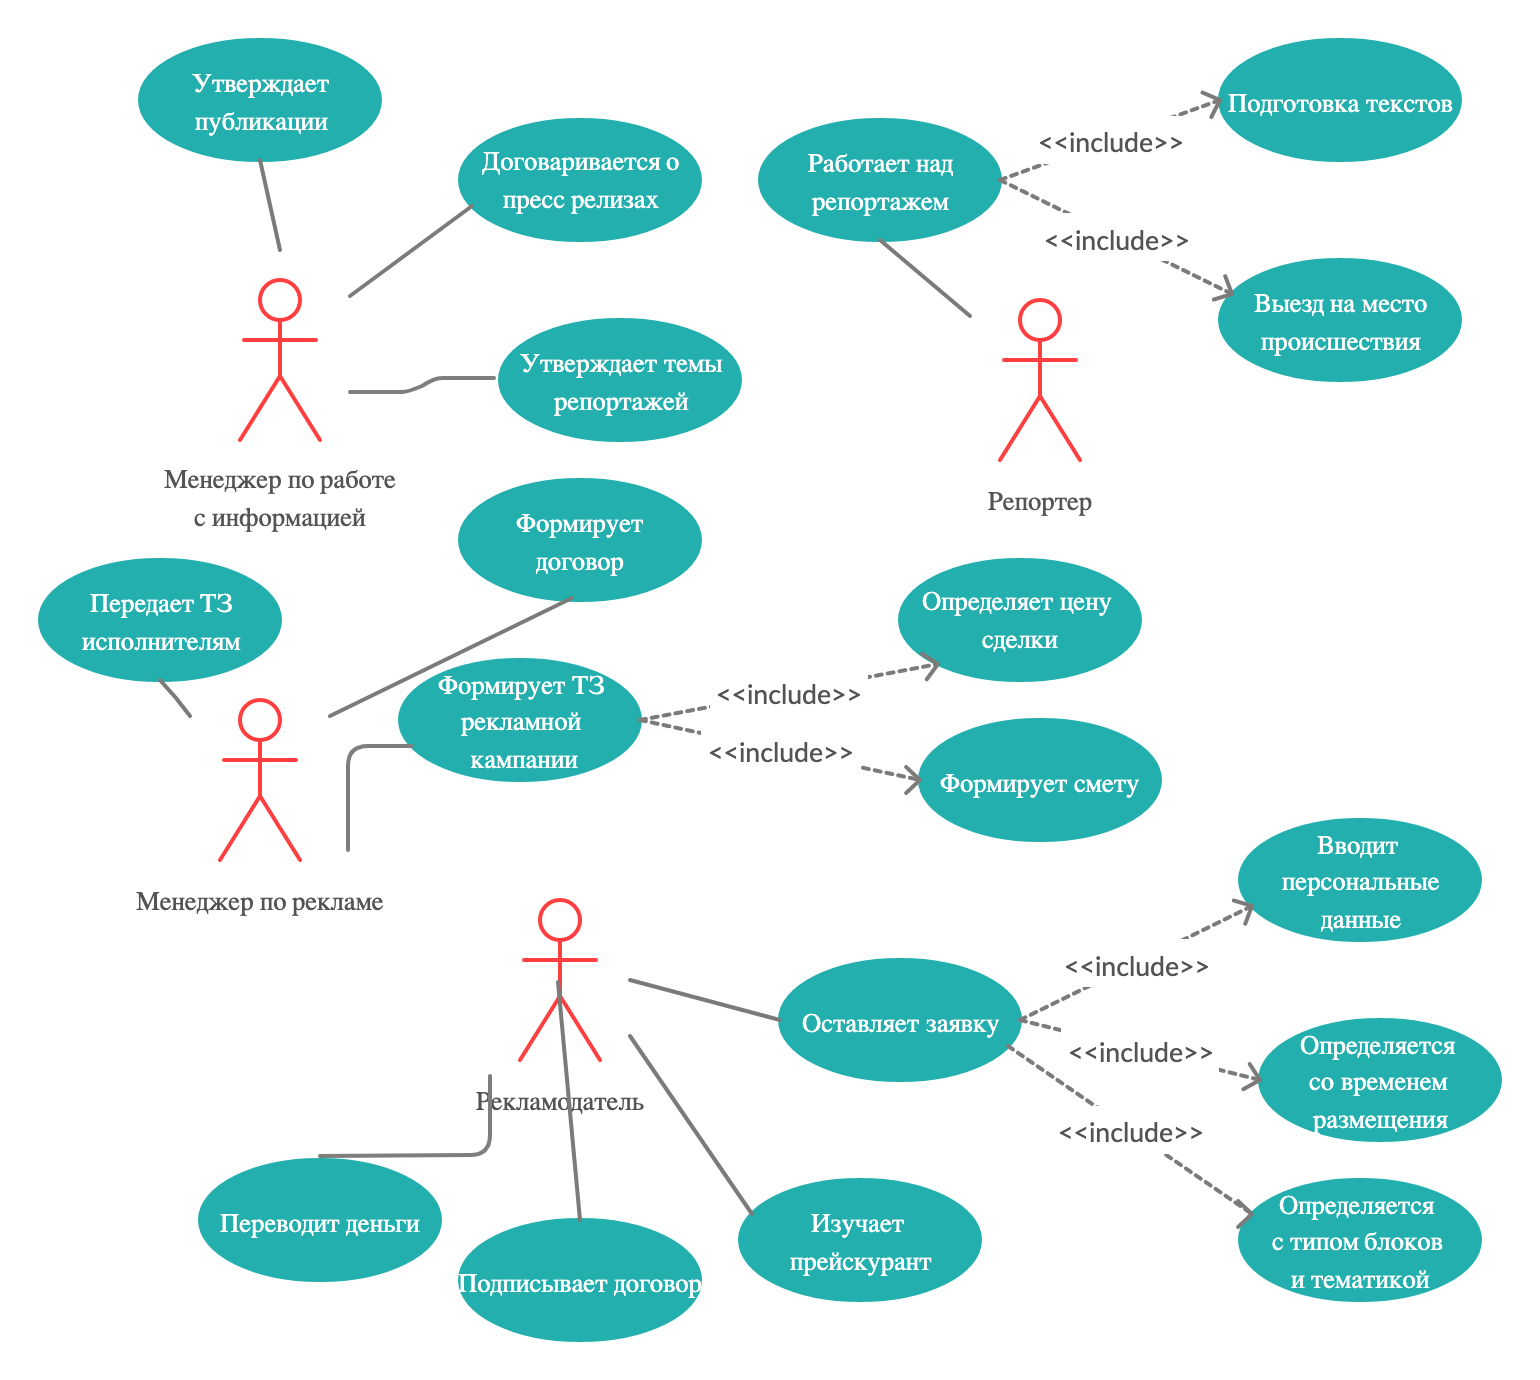 Утверждает
публикации
Договаривается о
пресс релизах
Утверждает темы
репортажей
Менеджер по работе
с информацией
Работает над
репортажем
<<include>>
Подготовка текстов
<<include>>
Выезд на место
происшествия
Репортер
Формирует
договор
Передает ТЗ
исполнителям
Формирует ТЗ
рекламной
кампании
Менеджер по рекламе
<<include>>
Определяет цену
сделки
<<include>>
Формирует смету
Рекламодатель
Оставляет заявку
<<include>>
Вводит
персональные
данные
<<include>>
Определяется
со временем
размещения
<<include>>
Определяется
с типом блоков
и тематикой
Переводит деньги
Подписывает договор
Изучает
прейскурант